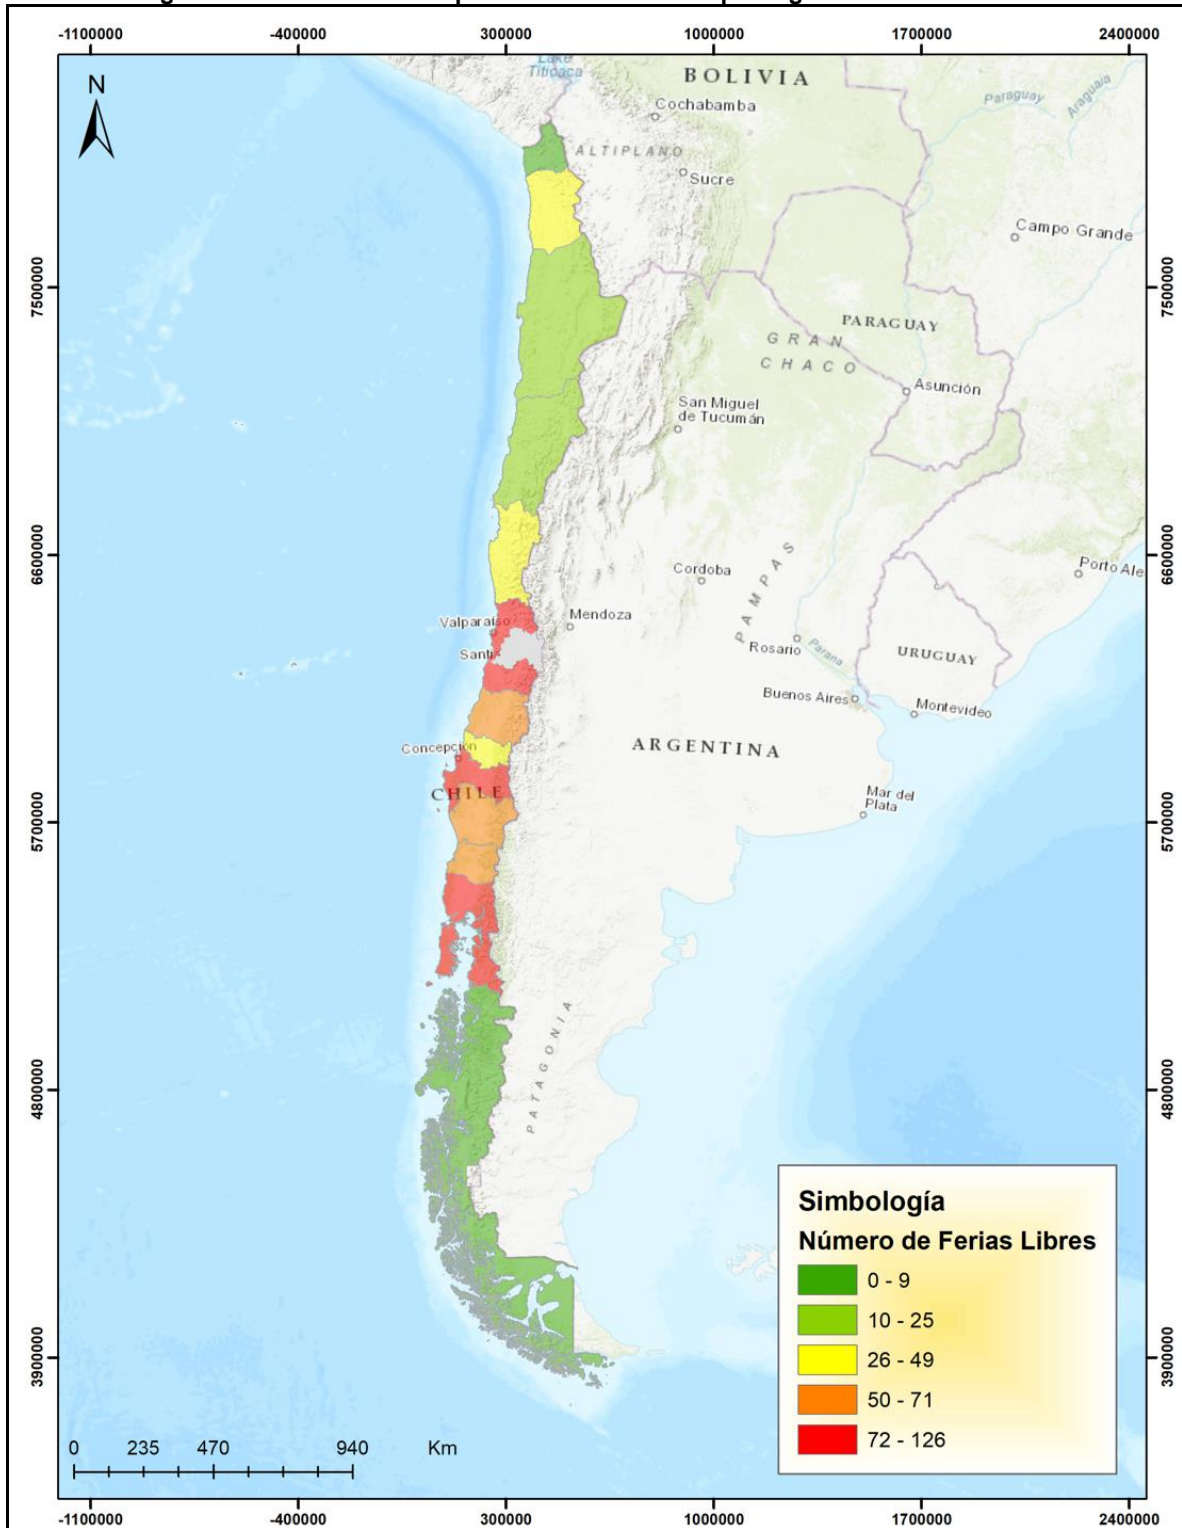 -1100000 -400000 300000 1000000 1700000 2400000
N
Lake
Titicaca
BOLIVIA
Cochabamba
Paraguay
Araguaia
ALTIPLANO
Sucre
Campo Grande
7500000
7500000
PARAGUAY
GRAN
CHACO
Asunción
San Miguel
de Tucumán
6600000
6600000
Cordoba
PAMPAS
Porto Ale
Valparaíso
Mendoza
Santi
Rosario
Parana
URUGUAY
Buenos Aires
Montevideo
Concepción
ARGENTINA
CHILE
Mar del
Plata
5700000
5700000
PATAGONIA
4800000
4800000
Simbología
Número de Ferias Libres
0 - 9
10 - 25
26 - 49
50 - 71
72 - 126
3900000
3900000
0 235 470 940 Km
-1100000 -400000 300000 1000000 1700000 2400000